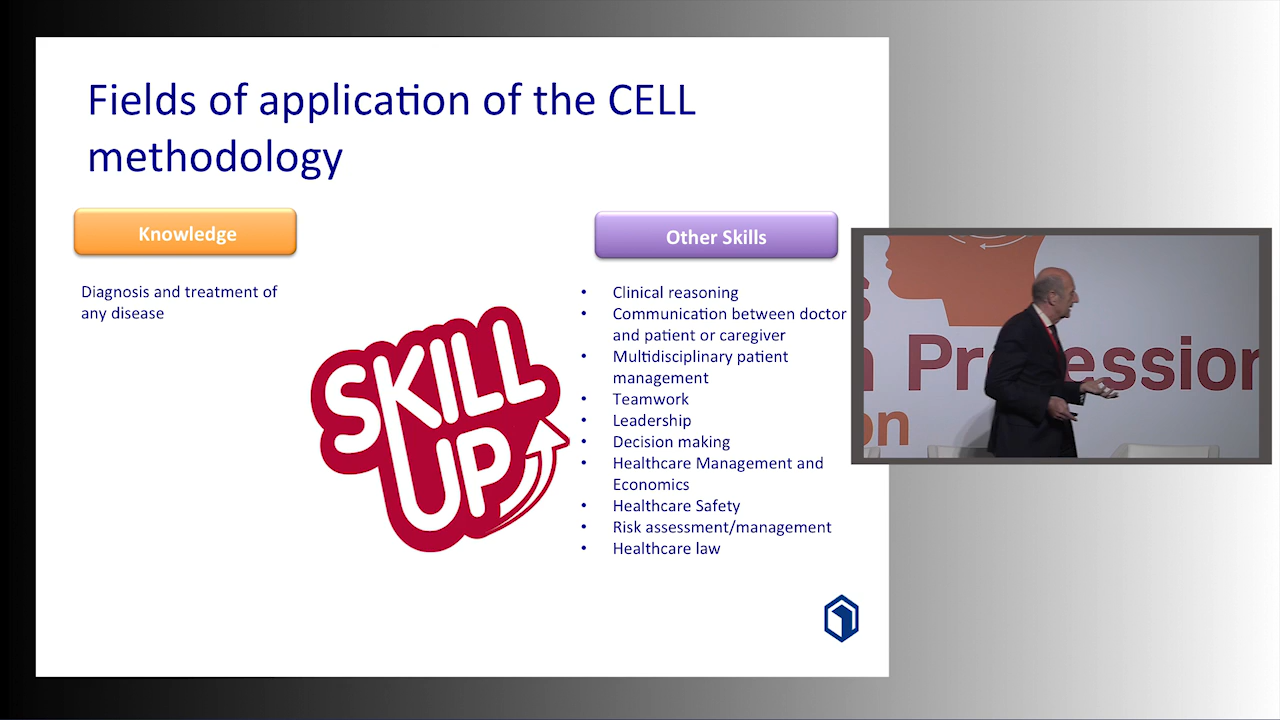 Fields of application of the CELL
methodology
Knowledge
Diagnosis and treatment of
any disease
SKILL
UP
Other Skills
• Clinical reasoning
• Communication between doctor
and patient or caregiver
• Multidisciplinary patient
management
• Teamwork
• Leadership
• Decision making
• Healthcare Management and
Economics
• Healthcare Safety
• Risk assessment/management
• Healthcare law